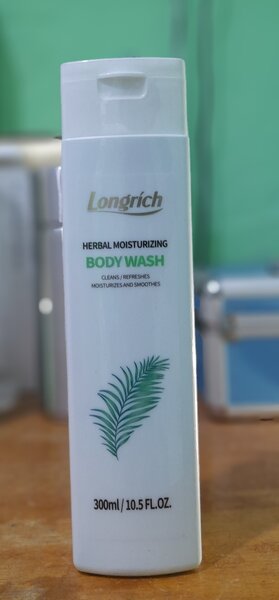 Longrich
HERBAL MOISTURIZING
BODY WASH
CLEANS / REFRESHES
MOISTURIZES AND SMOOTHES
300ml / 10.5 FL.OZ.